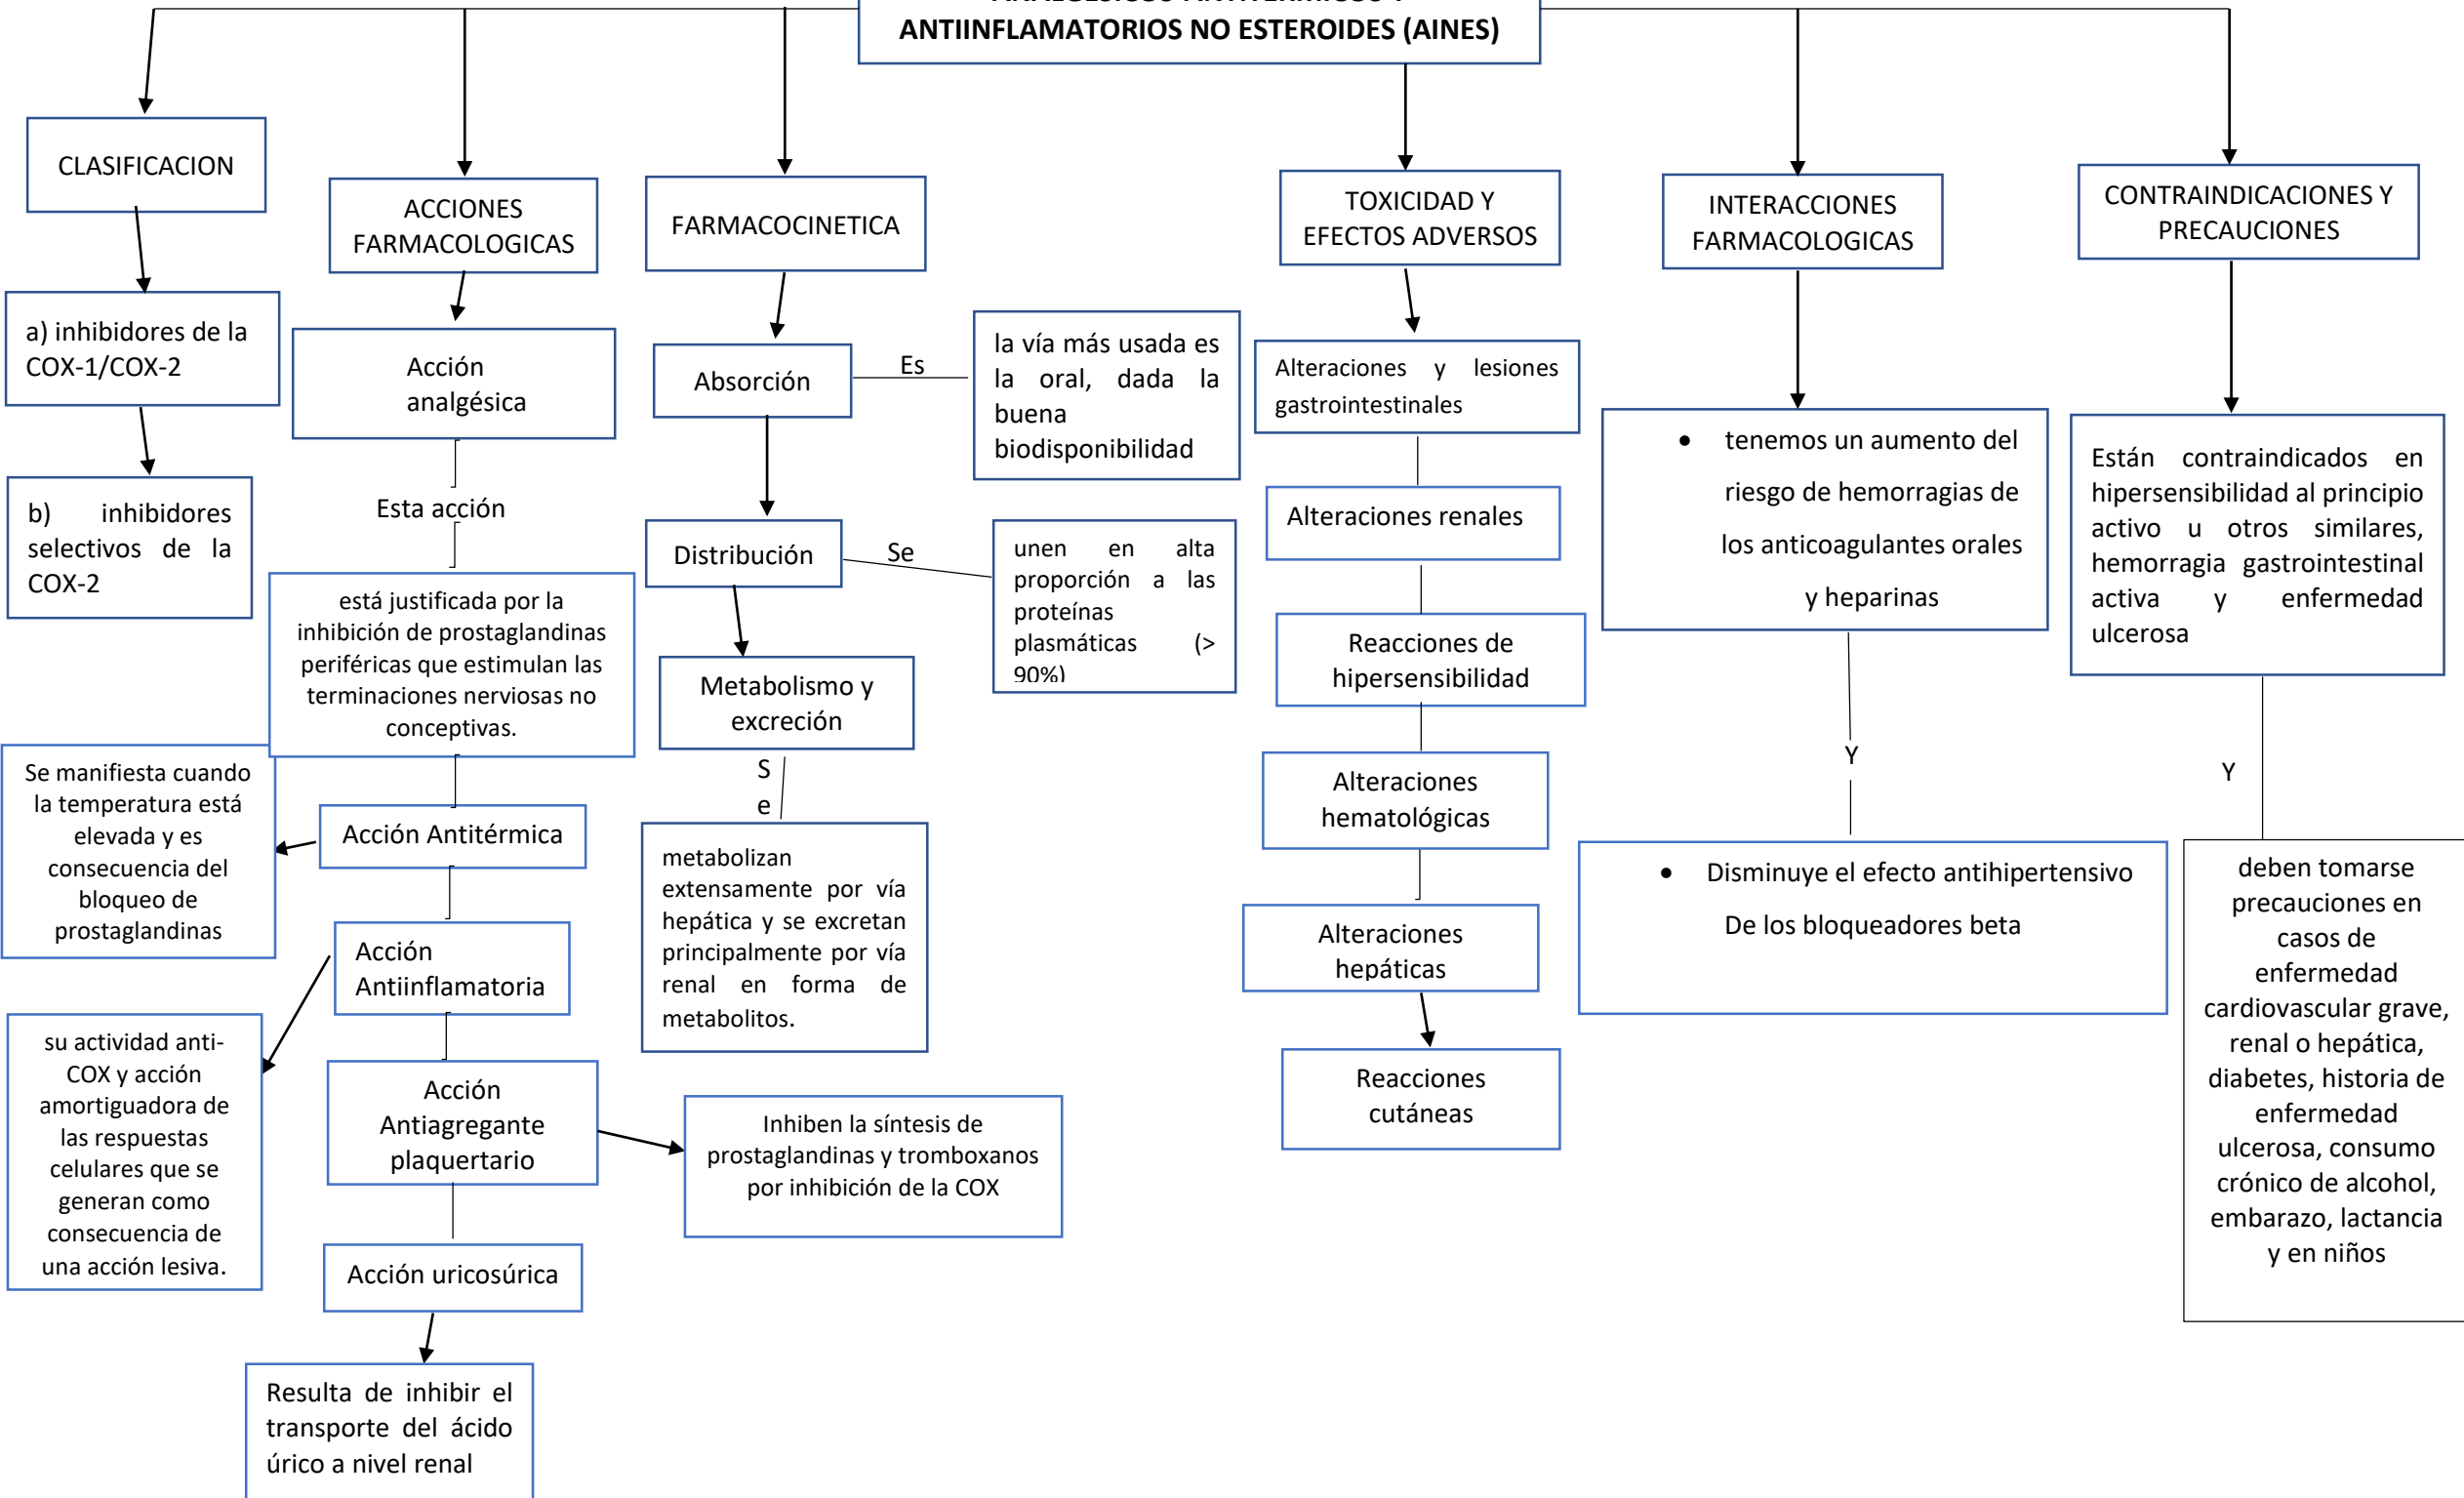 ANTIINFLAMATORIOS NO ESTEROIDES (AINES)
CLASIFICACION
a) inhibidores de la
COX-1/COX-2
b) inhibidores
selectivos de la
COX-2
ACCIONES
FARMACOLOGICAS
Acción
analgésica
Esta acción
está justificada por la
inhibición de prostaglandinas
periféricas que estimulan las
terminaciones nerviosas no
conceptivas.
Acción Antitérmica
Se manifiesta cuando
la temperatura está
elevada y es
consecuencia del
bloqueo de
prostaglandinas
Acción
Antiinflamatoria
su actividad anti-
COX y acción
amortiguadora de
las respuestas
celulares que se
generan como
consecuencia de
una acción lesiva.
Acción
Antiagregante
plaquertario
Inhiben la síntesis de
prostaglandinas y tromboxanos
por inhibición de la COX
Acción uricosúrica
Resulta de inhibir el
transporte del ácido
úrico a nivel renal
FARMACOCINETICA
Absorción
Es
la vía más usada es
la oral, dada la
buena
biodisponibilidad
Distribución
Se
unen en alta
proporción a las
proteínas
plasmáticas (>
90%)
Metabolismo y
excreción
S
e
metabolizan
extensamente por vía
hepática y se excretan
principalmente por vía
renal en forma de
metabolitos.
TOXICIDAD Y
EFECTOS ADVERSOS
Alteraciones y lesiones
gastrointestinales
Alteraciones renales
Reacciones de
hipersensibilidad
Alteraciones
hematológicas
Alteraciones
hepáticas
Reacciones
cutáneas
INTERACCIONES
FARMACOLOGICAS
• tenemos un aumento del
riesgo de hemorragias de
los anticoagulantes orales
y heparinas
Y
• Disminuye el efecto antihipertensivo
De los bloqueadores beta
CONTRAINDICACIONES Y
PRECAUCIONES
Están contraindicados en
hipersensibilidad al principio
activo u otros similares,
hemorragia gastrointestinal
activa y enfermedad
ulcerosa
Y
deben tomarse
precauciones en
casos de
enfermedad
cardiovascular grave,
renal o hepática,
diabetes, historia de
enfermedad
ulcerosa, consumo
crónico de alcohol,
embarazo, lactancia
y en niños